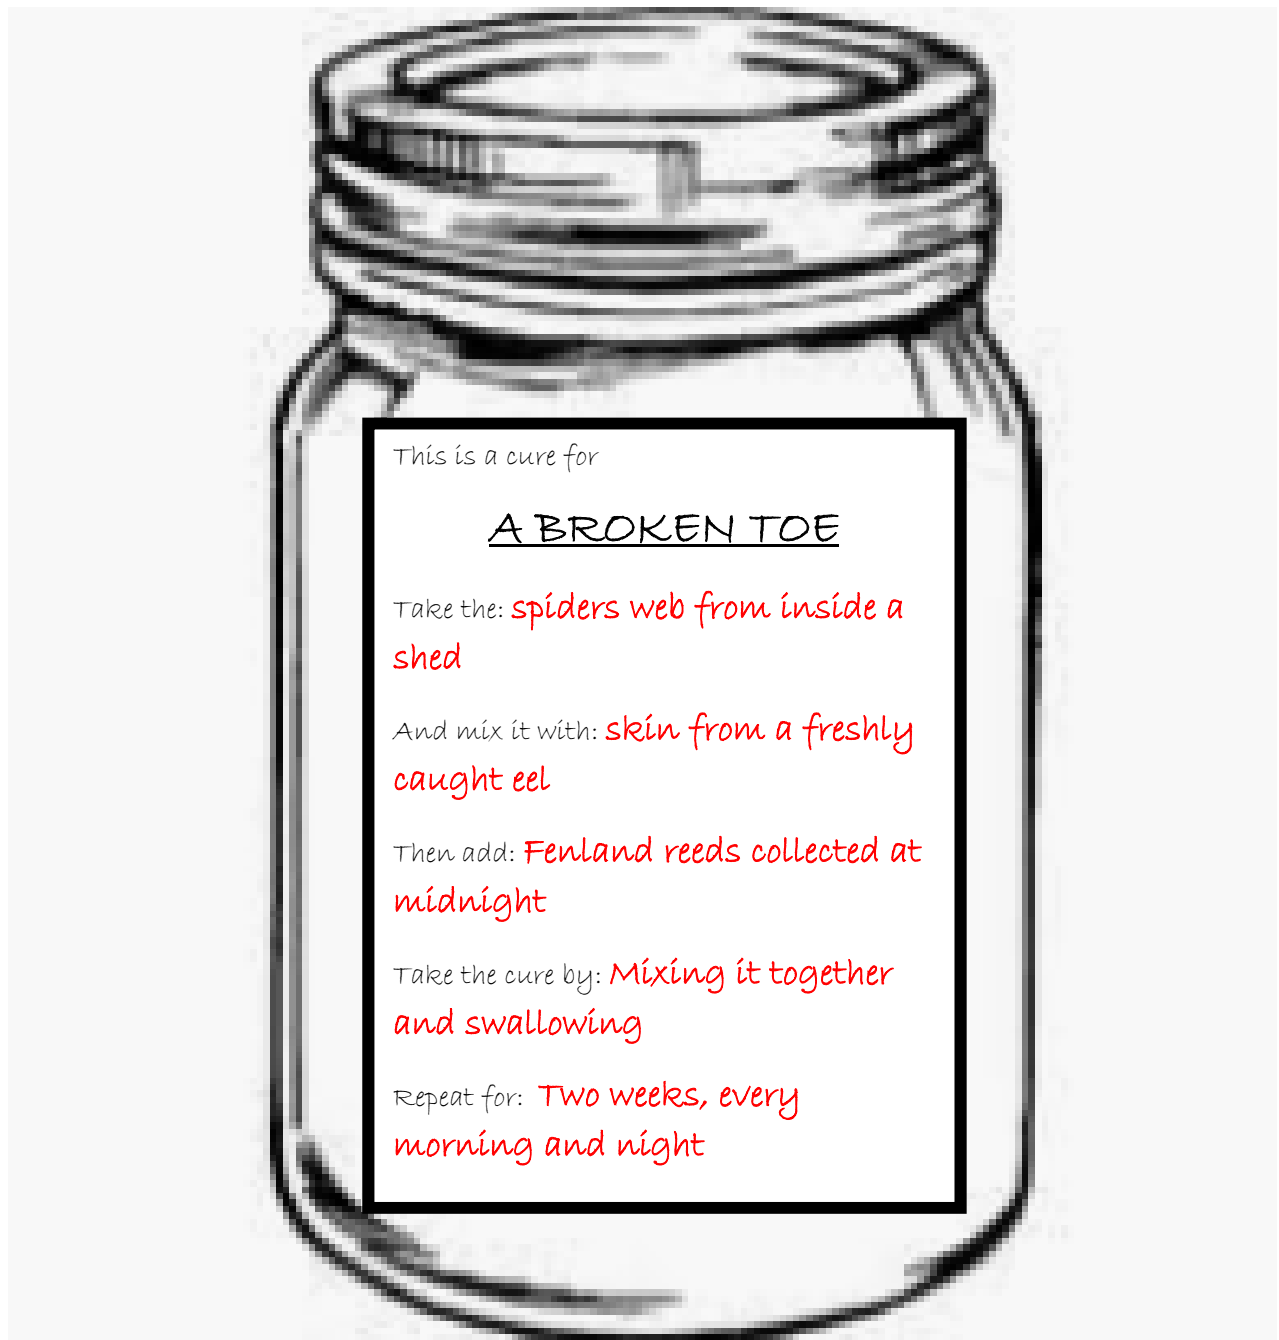 This is a cure for
A BROKEN TOE
Take the: spiders web from inside a
shed
And mix it with: skin from a freshly
caught eel
Then add: Fenland reeds collected at
midnight
Take the cure by: Mixing it together
and swallowing
Repeat for: Two weeks, every
morning and night